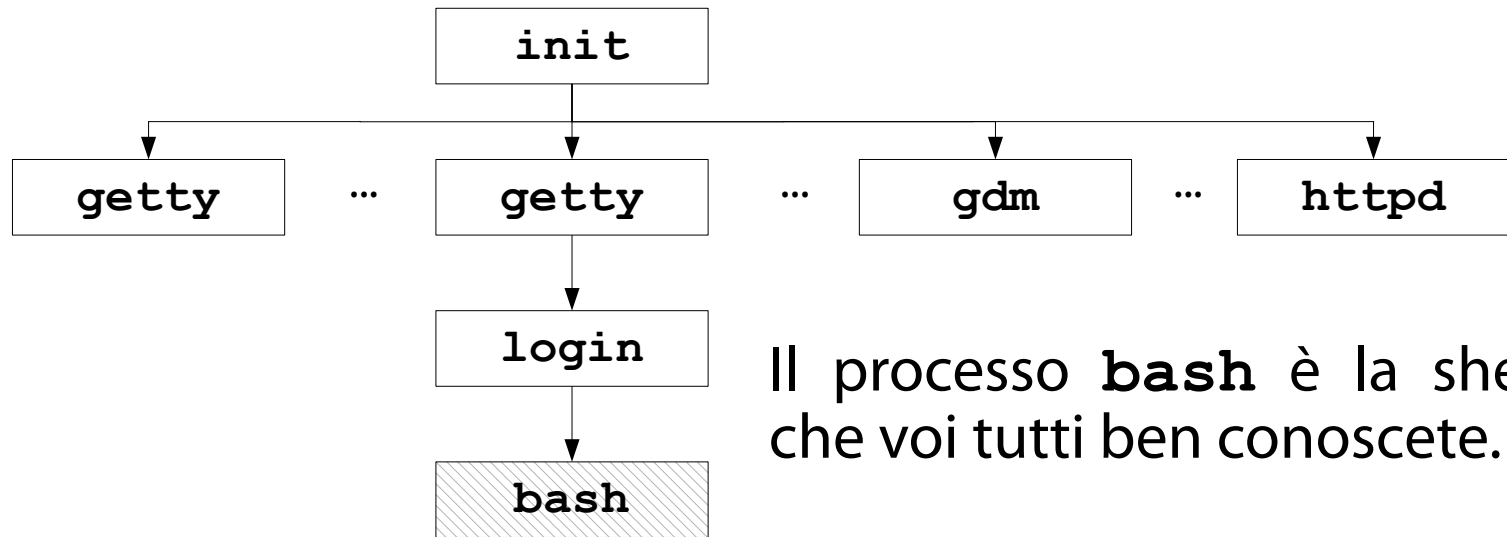 init
getty ... getty ... gdm ... httpd
login
Il processo bash è la she
che voi tutti ben conoscete.
bash